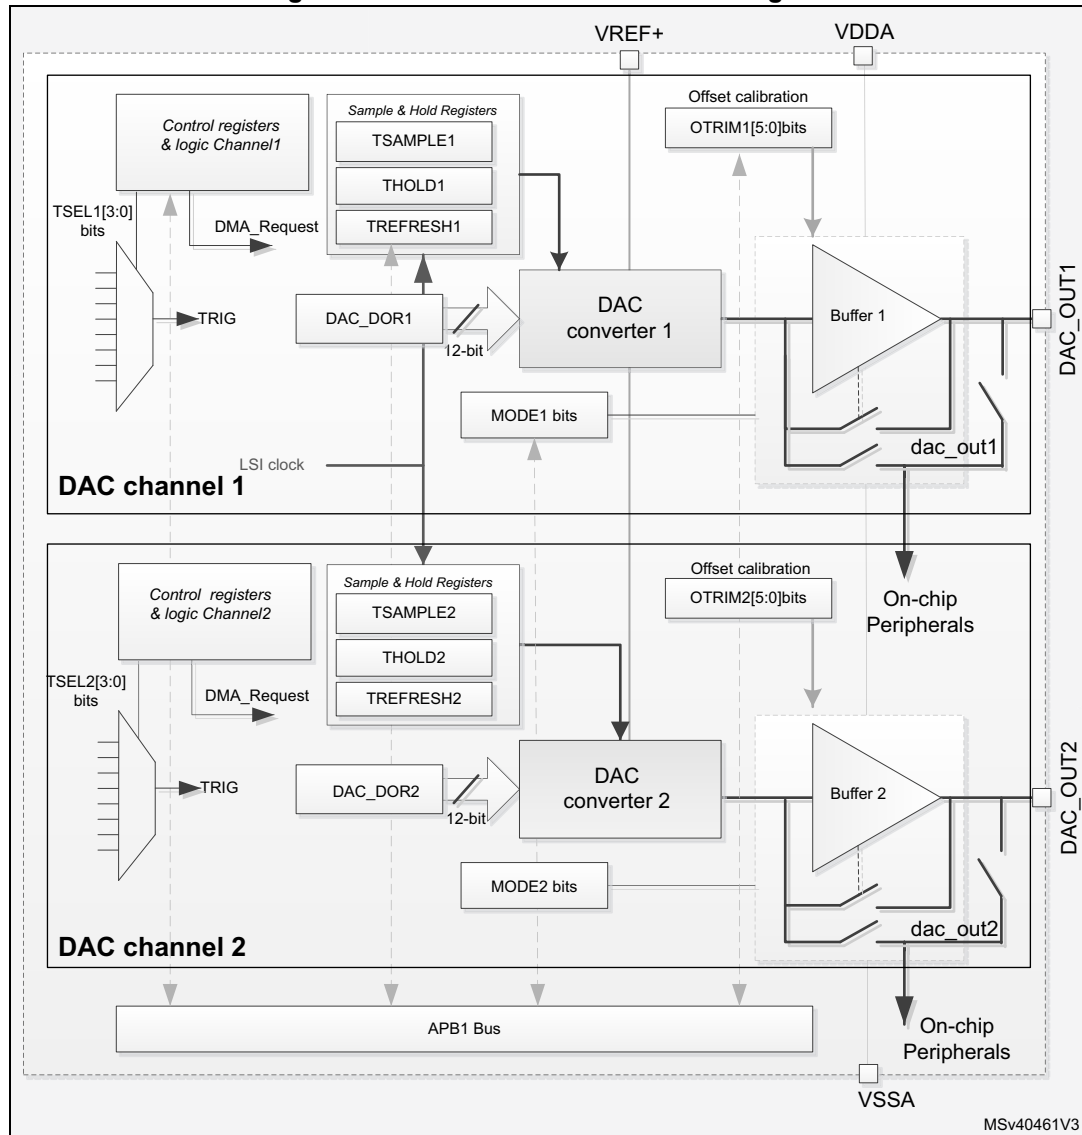 VREF+
VDDA
Control registers
& logic Channel1
Sample & Hold Registers
TSAMPLE1
THOLD1
TREFRESH1
Offset calibration
OTRIM1[5:0]bits
TSEL1[3:0]
bits
DMA_Request
TRIG
DAC_DOR1
12-bit
DAC
converter 1
Buffer 1
DAC_OUT1
MODE1 bits
dac_out1
LSI clock
DAC channel 1
On-chip
Peripherals
Control registers
& logic Channel2
Sample & Hold Registers
TSAMPLE2
THOLD2
TREFRESH2
Offset calibration
OTRIM2[5:0]bits
TSEL2[3:0]
bits
DMA_Request
TRIG
DAC_DOR2
12-bit
DAC
converter 2
Buffer 2
DAC_OUT2
MODE2 bits
dac_out2
DAC channel 2
APB1 Bus
On-chip
Peripherals
VSSA
MSv40461V3